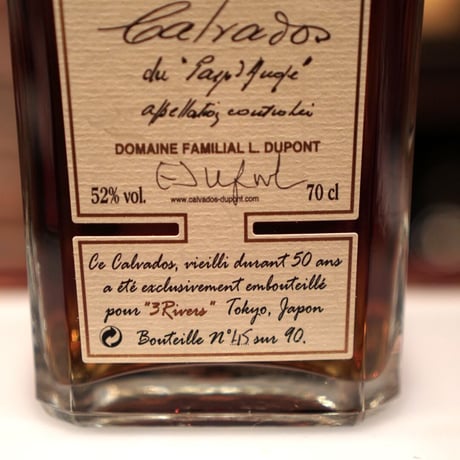 Calvados
du "Pays d'Auge"
appellation contrôlée
DOMAINE FAMILIAL L. DUPONT
52% vol.
E Dupont
70 cl
www.calvados-dupont.com
Ce Calvados, vieilli durant 50 ans
a été exclusivement embouteillé
pour "3Rivers" Tokyo, Japon
Bouteille N° 45 sur 90.